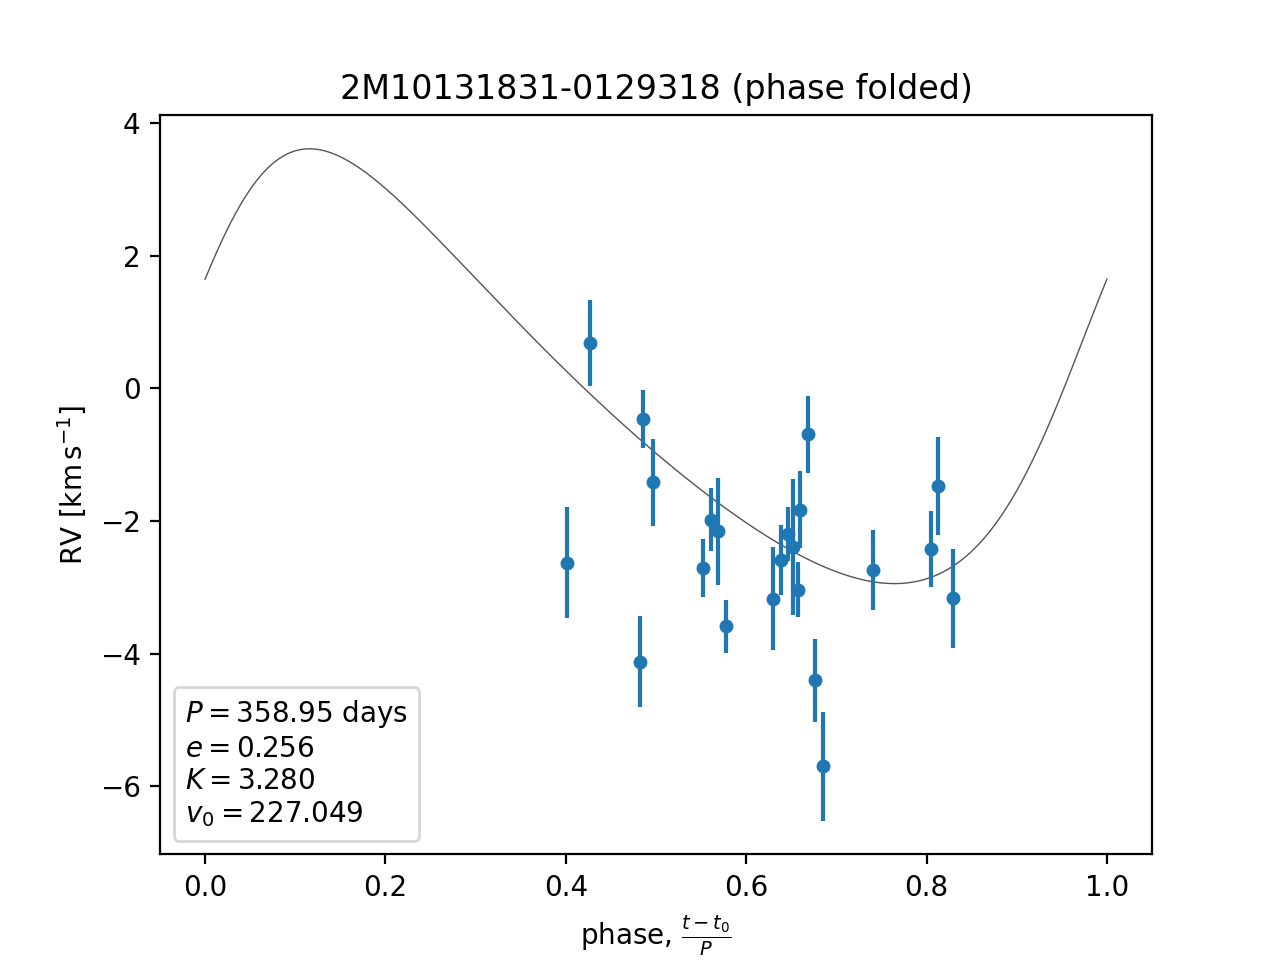 2M10131831-0129318 (phase folded)
4
2
0
−2
−4
−6
RV [km s⁻¹]
P = 358.95 days
e = 0.256
K = 3.280
v₀ = 227.049
0.0 0.2 0.4 0.6 0.8 1.0
phase, (t − t₀)/P